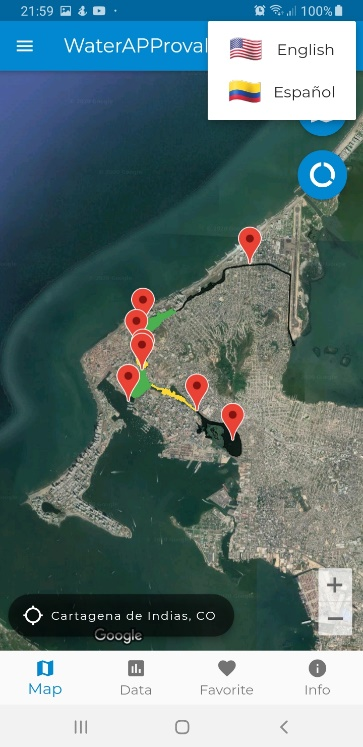 21:59 100%
WaterAPProval
English
Español
+
−
Cartagena de Indias, CO
Google
Map Data Favorite Info